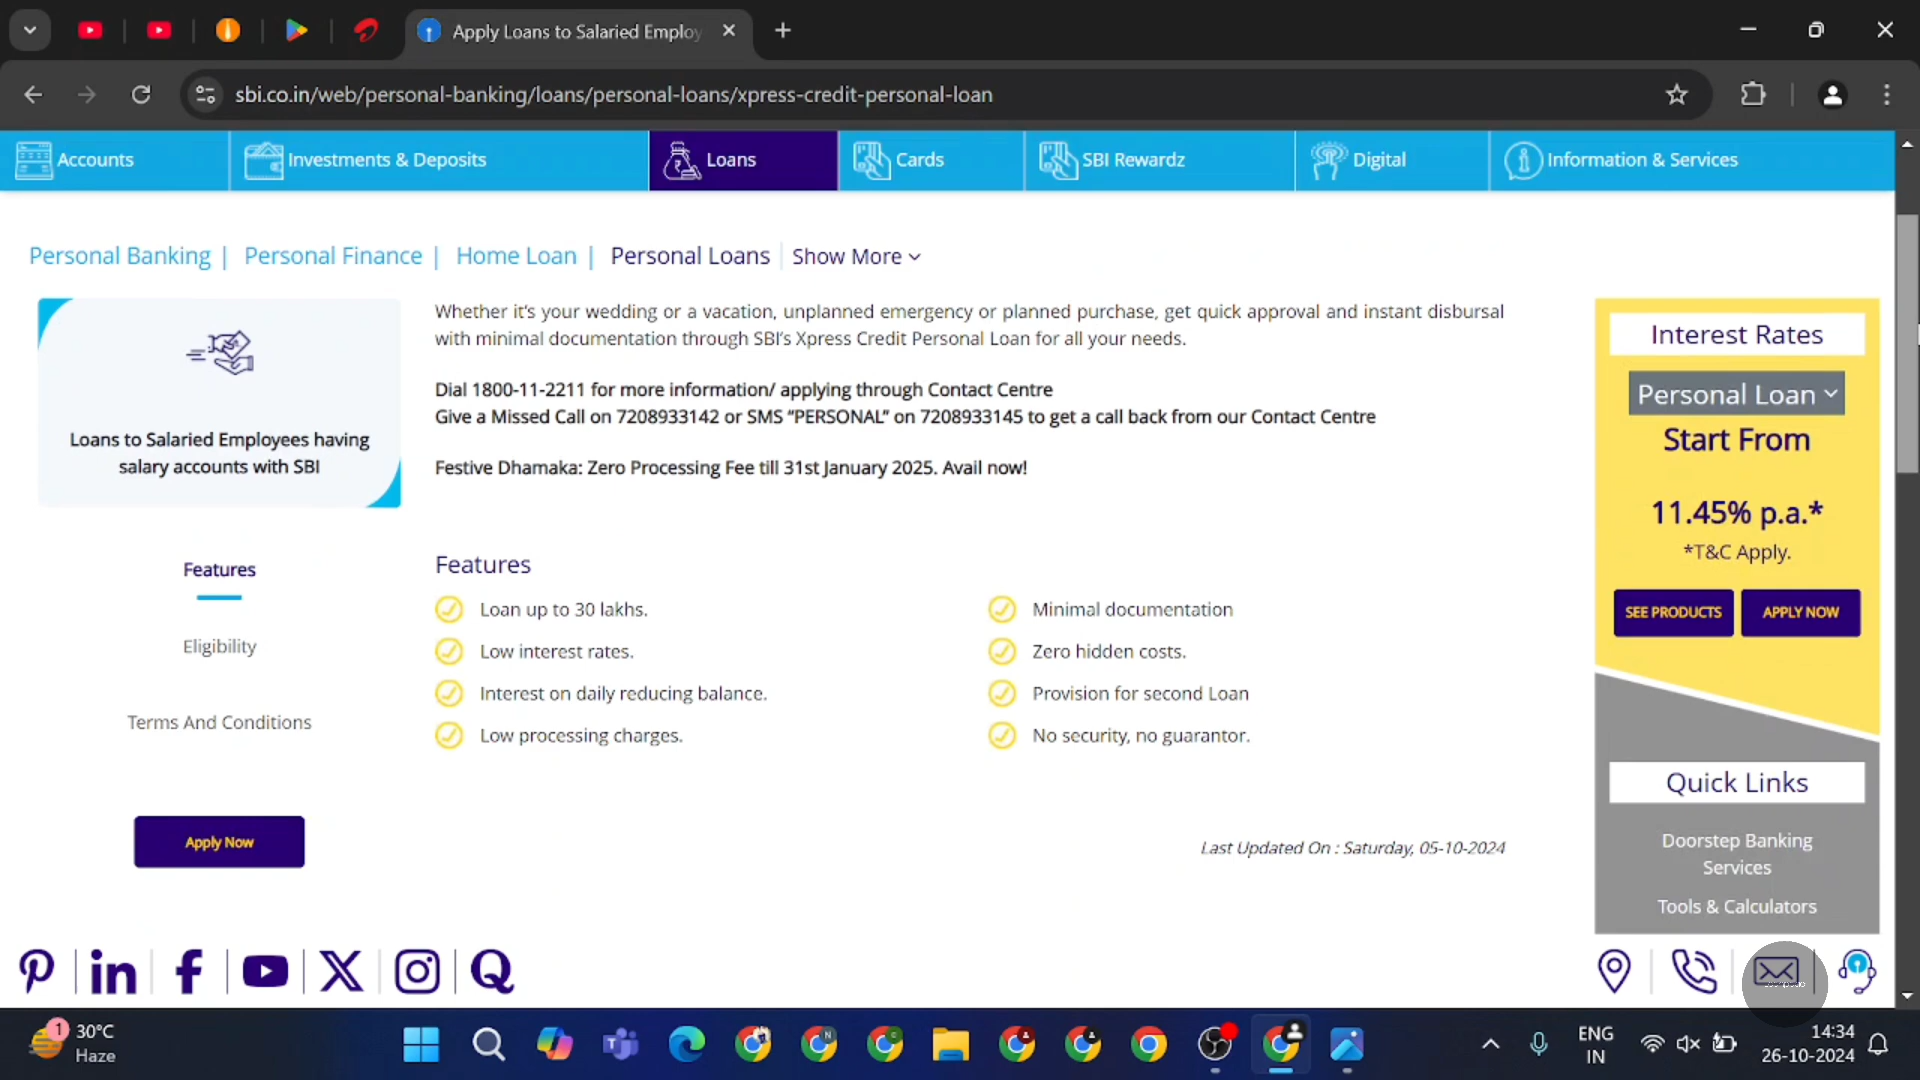 Apply Loans to Salaried Employ
sbi.co.in/web/personal-banking/loans/personal-loans/xpress-credit-personal-loan
Accounts
Investments & Deposits
Loans
Cards
SBI Rewardz
Digital
Information & Services
Personal Banking | Personal Finance | Home Loan | Personal Loans
Show More
Loans to Salaried Employees having
salary accounts with SBI
Features
Eligibility
Terms And Conditions
Apply Now
Whether it's your wedding or a vacation, unplanned emergency or planned purchase, get quick approval and instant disbursal
with minimal documentation through SBI's Xpress Credit Personal Loan for all your needs.
Dial 1800-11-2211 for more information/ applying through Contact Centre
Give a Missed Call on 7208933142 or SMS “PERSONAL” on 7208933145 to get a call back from our Contact Centre
Festive Dhamaka: Zero Processing Fee till 31st January 2025. Avail now!
Features
Loan up to 30 lakhs.
Low interest rates.
Interest on daily reducing balance.
Low processing charges.
Minimal documentation
Zero hidden costs.
Provision for second Loan
No security, no guarantor.
Last Updated On : Saturday, 05-10-2024
Interest Rates
Personal Loan
Start From
11.45% p.a.*
*T&C Apply.
SEE PRODUCTS
APPLY NOW
Quick Links
Doorstep Banking
Services
Tools & Calculators
1
30°C
Haze
ENG
IN
14:34
26-10-2024